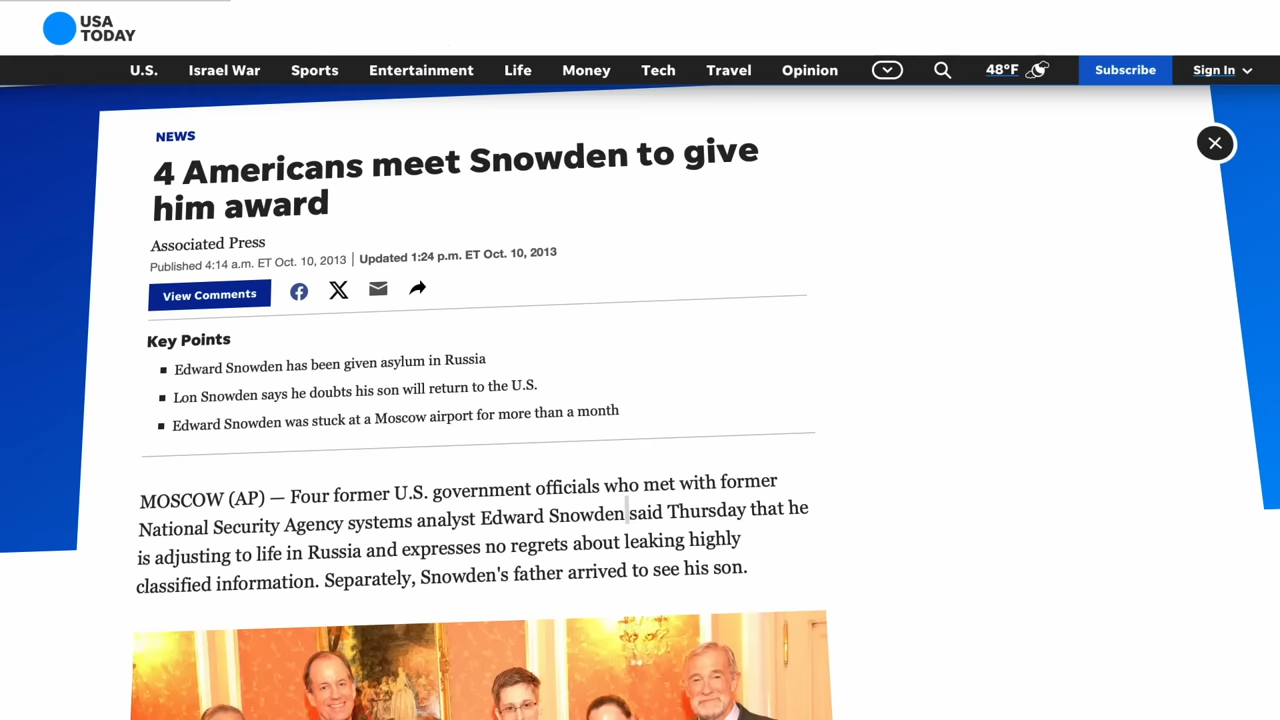 USA
TODAY
U.S. Israel War Sports Entertainment Life Money Tech Travel Opinion 48°F Subscribe Sign In
NEWS
4 Americans meet Snowden to give
him award
Associated Press
Published 4:14 a.m. ET Oct. 10, 2013 | Updated 1:24 p.m. ET Oct. 10, 2013
View Comments
Key Points
Edward Snowden has been given asylum in Russia
Lon Snowden says he doubts his son will return to the U.S.
Edward Snowden was stuck at a Moscow airport for more than a month
MOSCOW (AP) — Four former U.S. government officials who met with former
National Security Agency systems analyst Edward Snowden said Thursday that he
is adjusting to life in Russia and expresses no regrets about leaking highly
classified information. Separately, Snowden's father arrived to see his son.